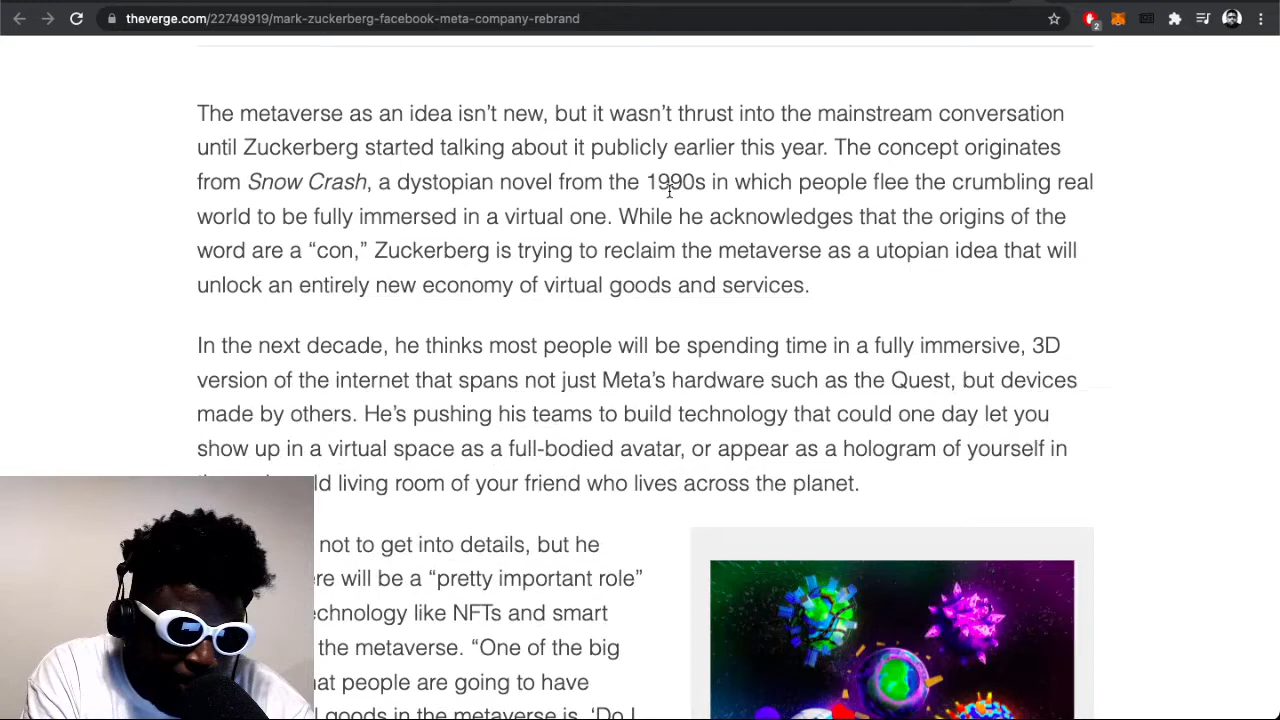 theverge.com/22749919/mark-zuckerberg-facebook-meta-company-rebrand
2
The metaverse as an idea isn’t new, but it wasn’t thrust into the mainstream conversation
until Zuckerberg started talking about it publicly earlier this year. The concept originates
from Snow Crash, a dystopian novel from the 1990s in which people flee the crumbling real
world to be fully immersed in a virtual one. While he acknowledges that the origins of the
word are a “con,” Zuckerberg is trying to reclaim the metaverse as a utopian idea that will
unlock an entirely new economy of virtual goods and services.
In the next decade, he thinks most people will be spending time in a fully immersive, 3D
version of the internet that spans not just Meta’s hardware such as the Quest, but devices
made by others. He’s pushing his teams to build technology that could one day let you
show up in a virtual space as a full-bodied avatar, or appear as a hologram of yourself in
living room of your friend who lives across the planet.
not to get into details, but he
will be a “pretty important role”
like NFTs and smart
the metaverse. “One of the big
people are going to have
goods in the metaverse is, ‘Do I